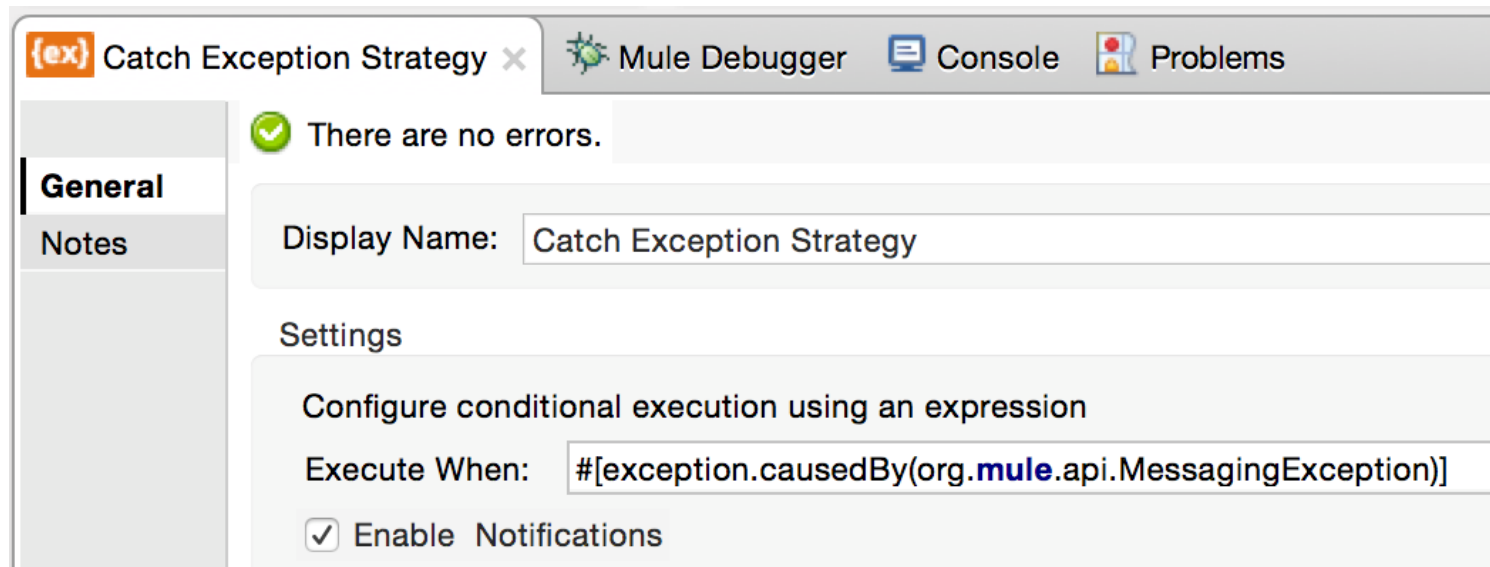 {ex} Catch Exception Strategy Mule Debugger Console Problems
There are no errors.
General
Notes
Display Name: Catch Exception Strategy
Settings
Configure conditional execution using an expression
Execute When: #[exception.causedBy(org.mule.api.MessagingException)]
Enable Notifications